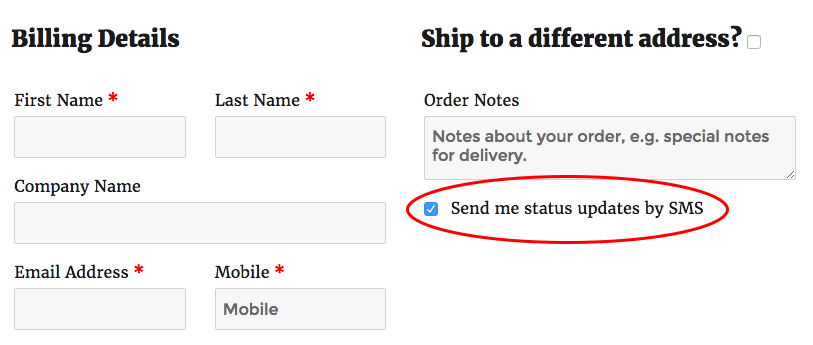 Billing Details
Ship to a different address?
First Name *
Last Name *
Company Name
Email Address *
Mobile *
Mobile
Order Notes
Notes about your order, e.g. special notes
for delivery.
Send me status updates by SMS